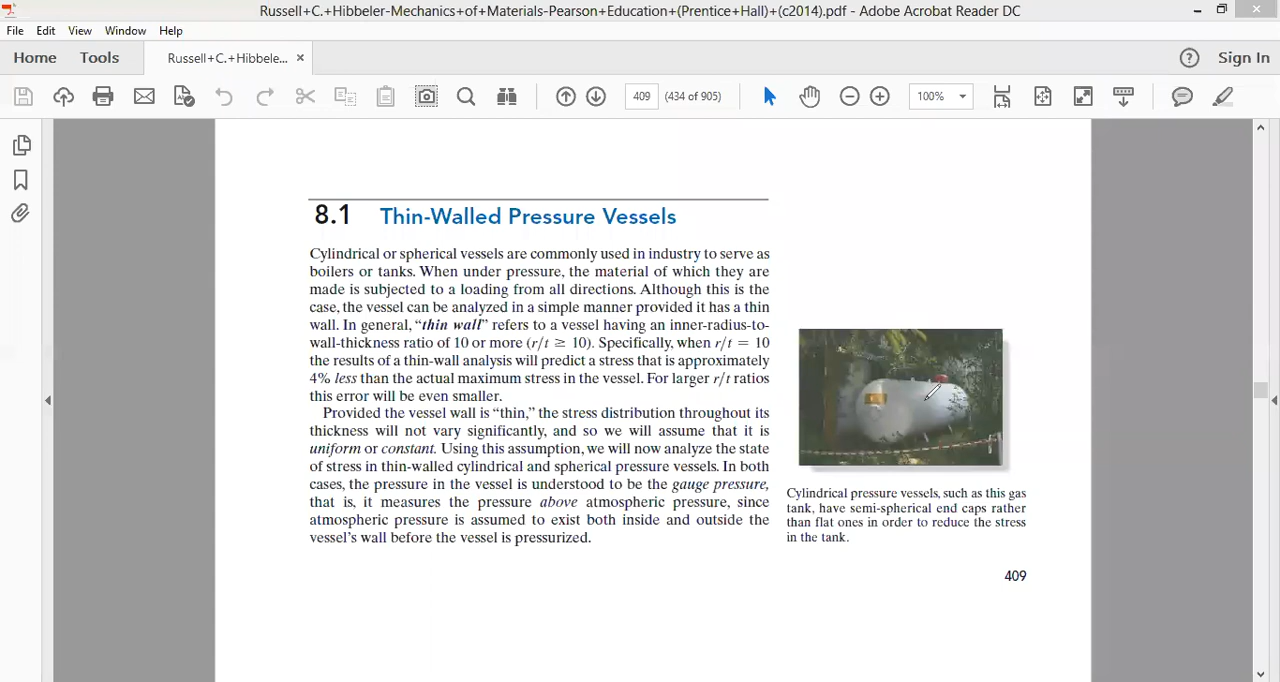 Russell+C.+Hibbeler-Mechanics+of+Materials-Pearson+Education+(Prentice+Hall)+(c2014).pdf - Adobe Acrobat Reader DC
File Edit View Window Help
Home Tools Russell+C.+Hibbele... × ? Sign In
409 (434 of 905) 100%
8.1 Thin-Walled Pressure Vessels
Cylindrical or spherical vessels are commonly used in industry to serve as
boilers or tanks. When under pressure, the material of which they are
made is subjected to a loading from all directions. Although this is the
case, the vessel can be analyzed in a simple manner provided it has a thin
wall. In general, “thin wall” refers to a vessel having an inner-radius-to-
wall-thickness ratio of 10 or more (r/t ≥ 10). Specifically, when r/t = 10
the results of a thin-wall analysis will predict a stress that is approximately
4% less than the actual maximum stress in the vessel. For larger r/t ratios
this error will be even smaller.
Provided the vessel wall is “thin,” the stress distribution throughout its
thickness will not vary significantly, and so we will assume that it is
uniform or constant. Using this assumption, we will now analyze the state
of stress in thin-walled cylindrical and spherical pressure vessels. In both
cases, the pressure in the vessel is understood to be the gauge pressure,
that is, it measures the pressure above atmospheric pressure, since
atmospheric pressure is assumed to exist both inside and outside the
vessel’s wall before the vessel is pressurized.
Cylindrical pressure vessels, such as this gas
tank, have semi-spherical end caps rather
than flat ones in order to reduce the stress
in the tank.
409